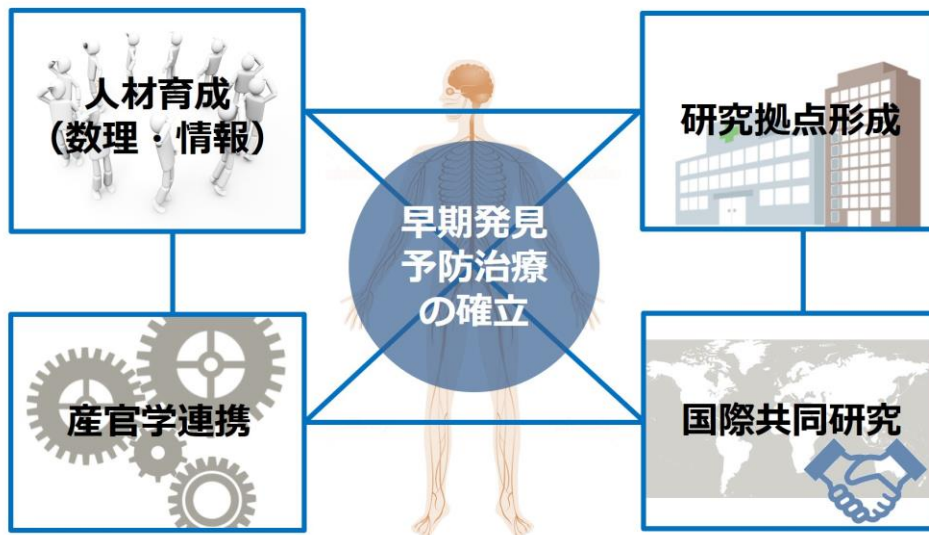 人材育成
（数理・情報）
研究拠点形成
早期発見
予防治療
の確立
産官学連携
国際共同研究